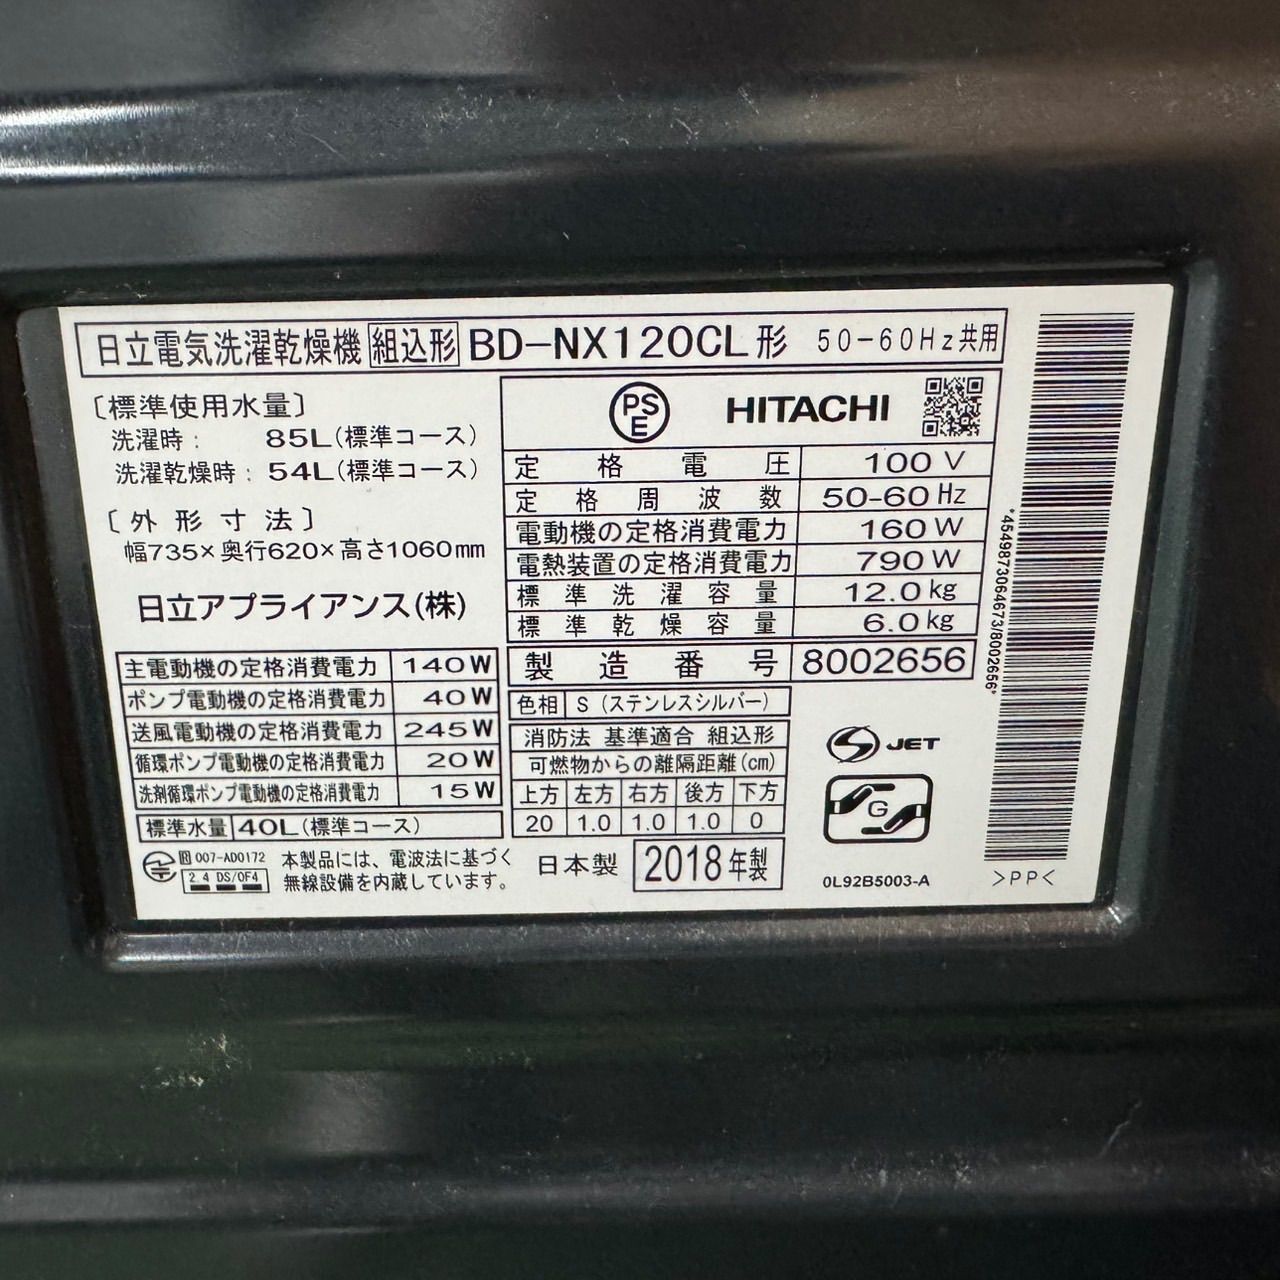 日立電気洗濯乾燥機 組込形 BD-NX120CL形 50-60Hz共用
〔標準使用水量〕
洗濯時: 85L(標準コース)
洗濯乾燥時: 54L(標準コース)
〔外形寸法〕
幅735×奥行620×高さ1060mm
日立アプライアンス(株)
主電動機の定格消費電力 140W
ポンプ電動機の定格消費電力 40W
送風電動機の定格消費電力 245W
循環ポンプ電動機の定格消費電力 20W
洗剤循環ポンプ電動機の定格消費電力 15W
標準水量 40L(標準コース)
R 007-AD0172
2.4 DS/OF4
本製品には、電波法に基づく
無線設備を内蔵しています。
PSE HITACHI
定格電圧 100V
定格周波数 50-60Hz
電動機の定格消費電力 160W
電熱装置の定格消費電力 790W
標準洗濯容量 12.0kg
標準乾燥容量 6.0kg
製造番号 8002656
色相 S(ステンレスシルバー)
消防法 基準適合 組込形
可燃物からの離隔距離(cm)
上方 左方 右方 後方 下方
20 1.0 1.0 1.0 0
日本製 2018年製
S JET
G
0L92B5003-A
*4549873064673/8002656*
>PP<